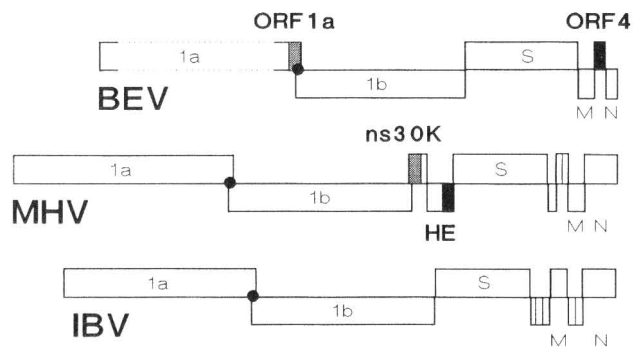 ORF1a ORF4
1a S
1b
BEV M N
ns30K
1a S
1b
MHV HE M N
1a S
1b
IBV M N